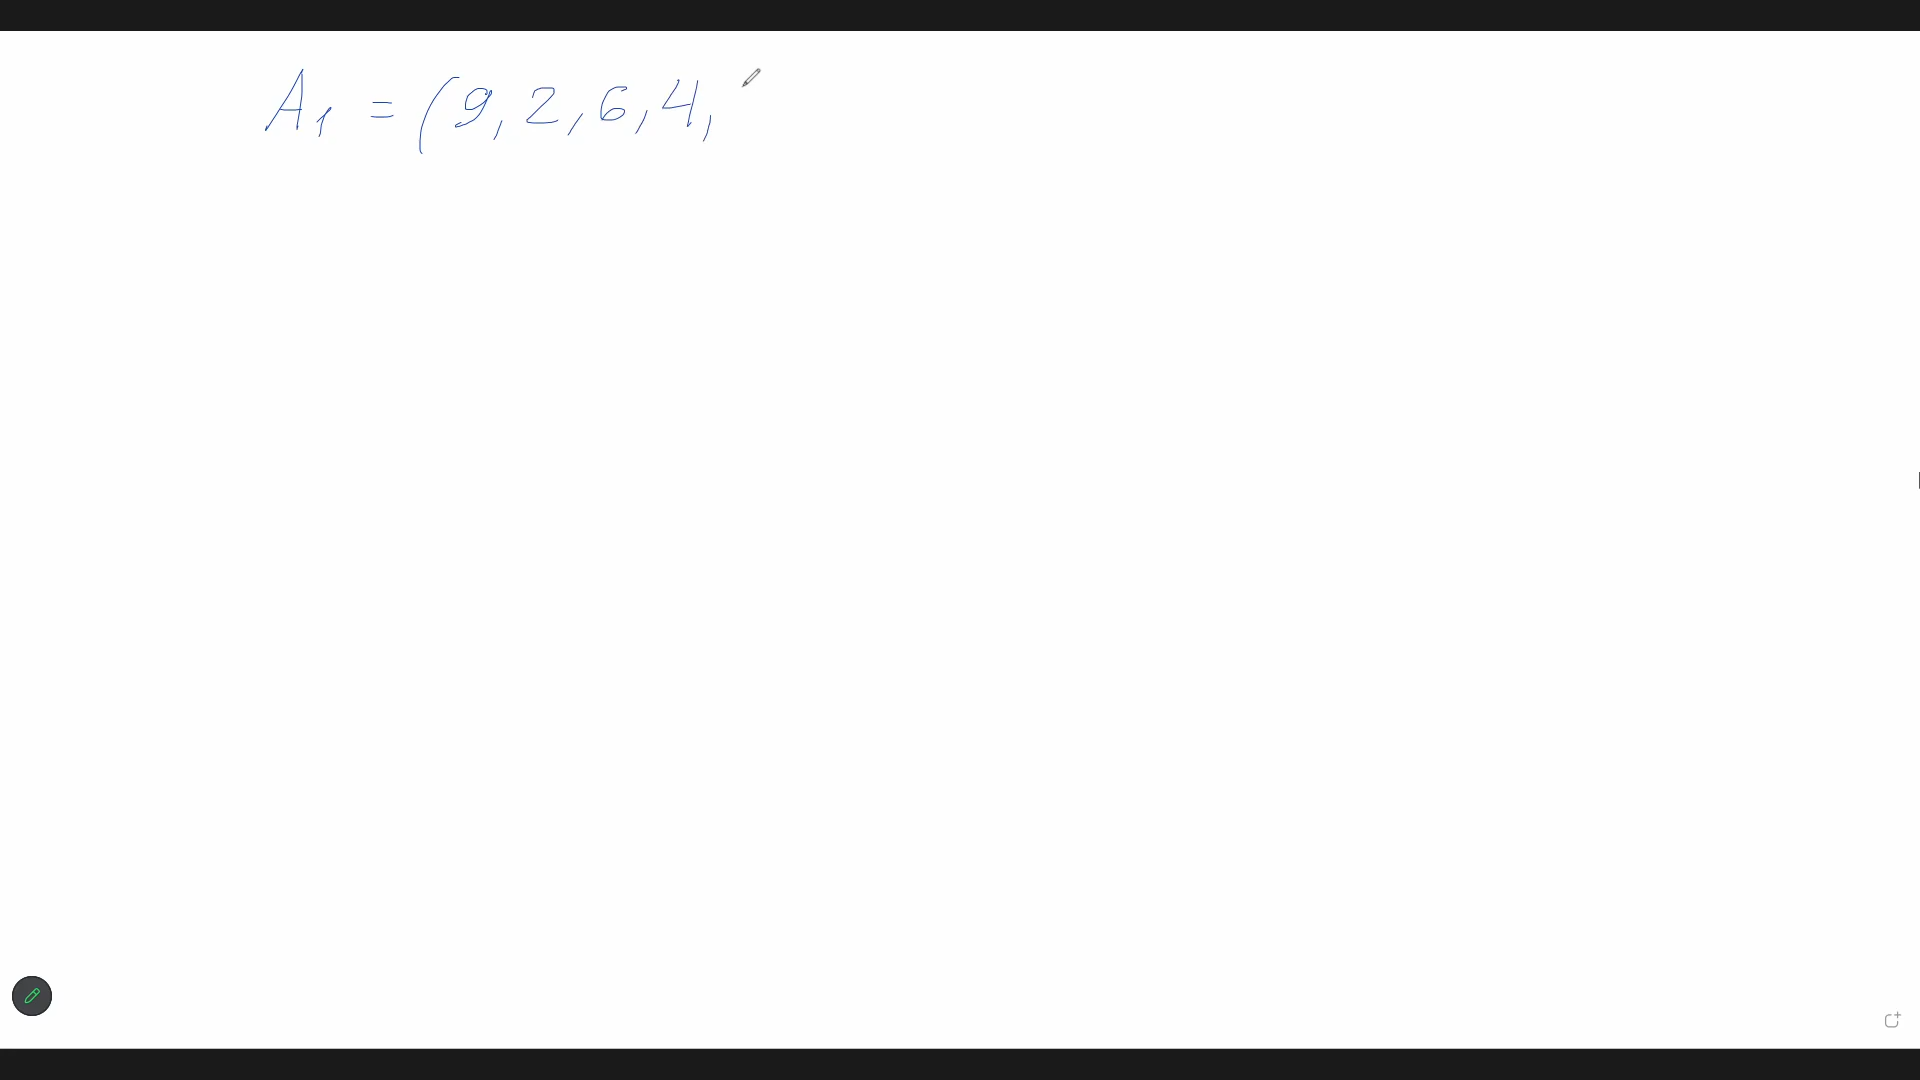 A₁ = (9, 2, 6, 4,